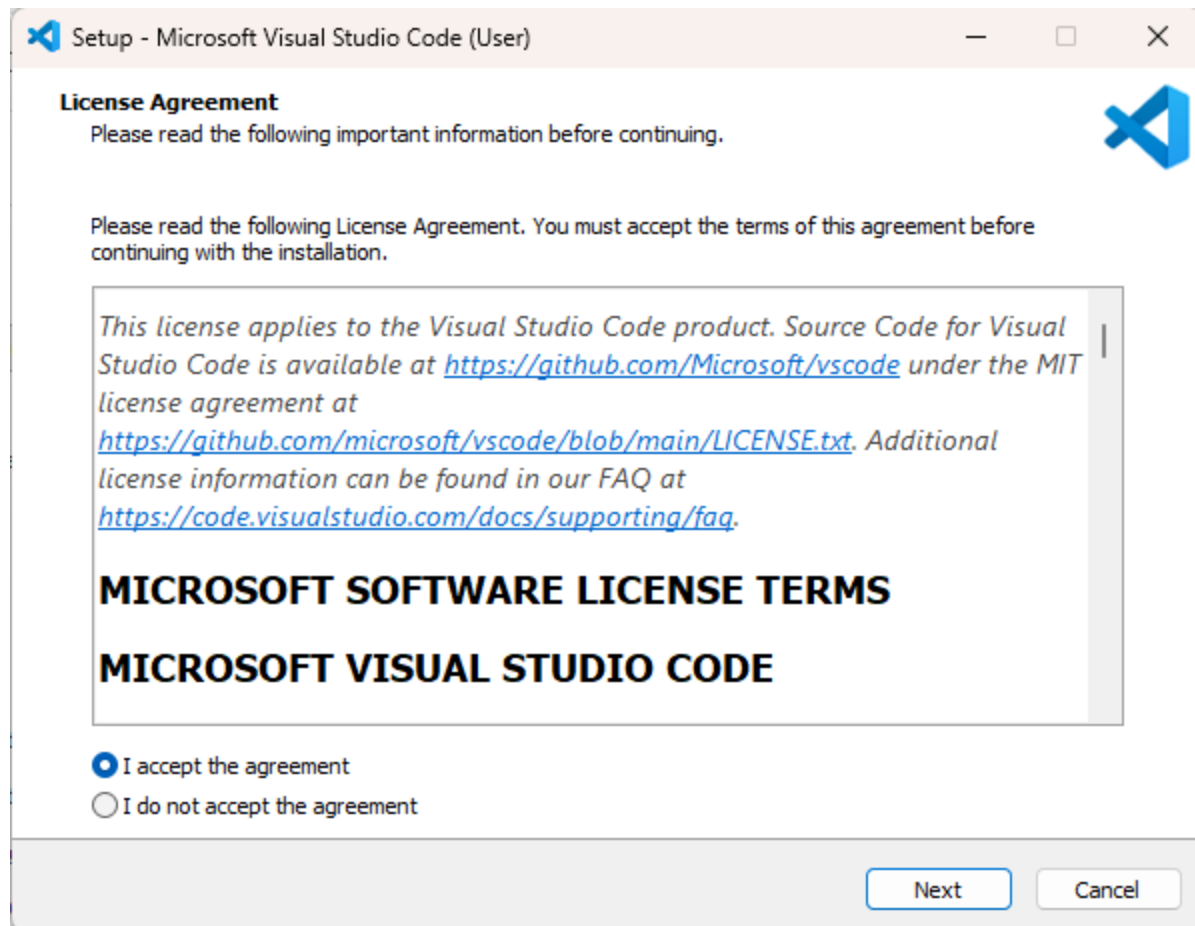 Setup - Microsoft Visual Studio Code (User)
License Agreement
Please read the following important information before continuing.
Please read the following License Agreement. You must accept the terms of this agreement before
continuing with the installation.
This license applies to the Visual Studio Code product. Source Code for Visual
Studio Code is available at https://github.com/Microsoft/vscode under the MIT
license agreement at
https://github.com/microsoft/vscode/blob/main/LICENSE.txt. Additional
license information can be found in our FAQ at
https://code.visualstudio.com/docs/supporting/faq.
MICROSOFT SOFTWARE LICENSE TERMS
MICROSOFT VISUAL STUDIO CODE
I accept the agreement
I do not accept the agreement
Next
Cancel